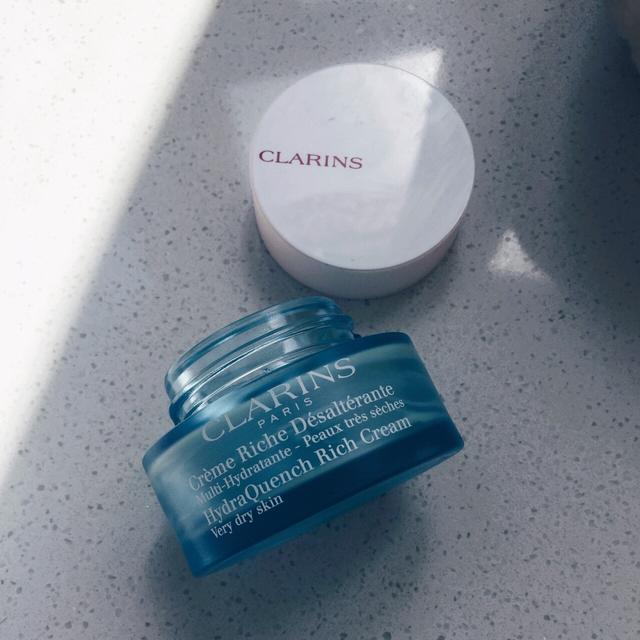 CLARINS
CLARINS
PARIS
Crème Riche Désaltérante
Multi-Hydratante - Peaux très sèches
HydraQuench Rich Cream
Very dry skin